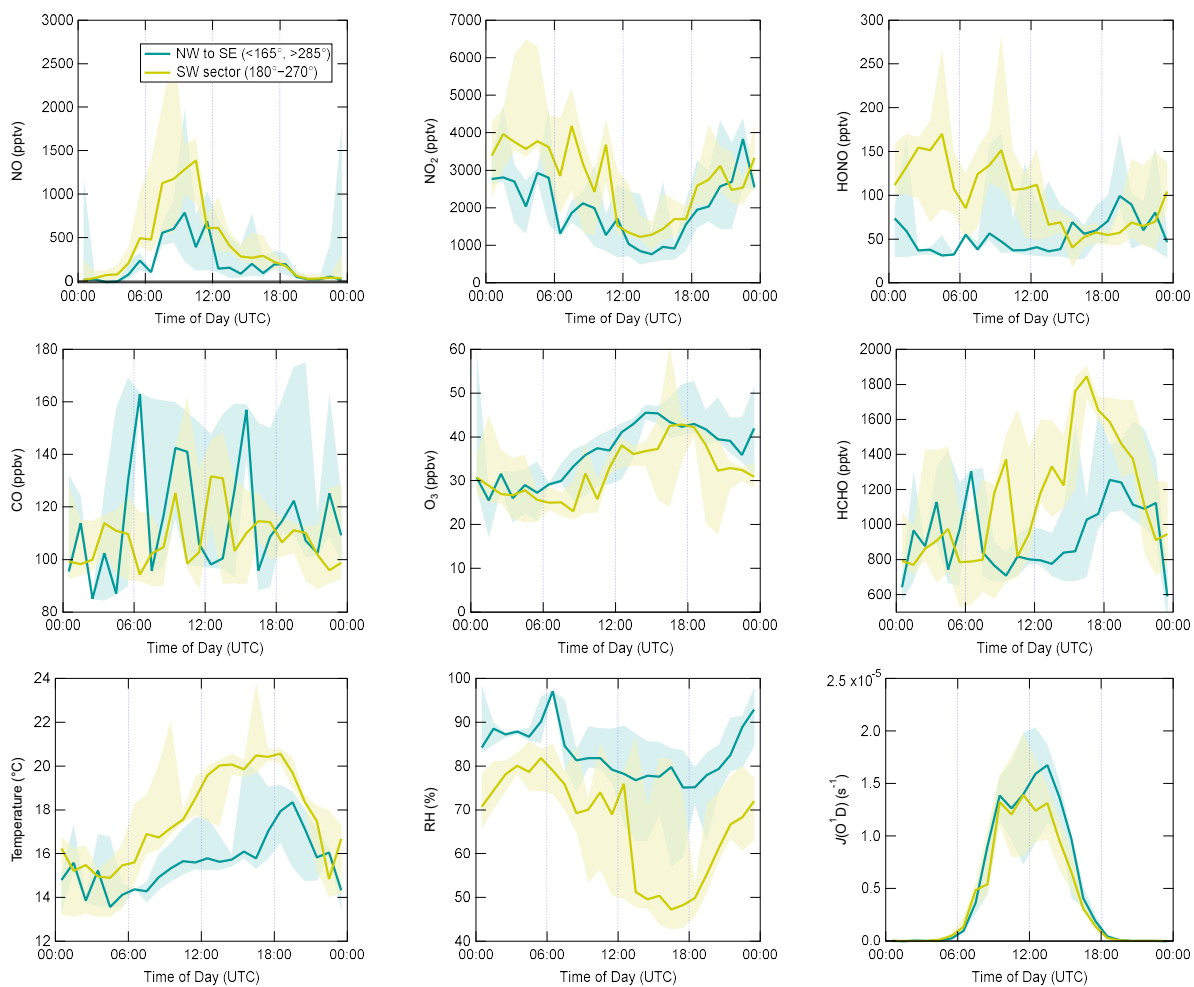 3000
2500
2000
1500
1000
500
0
NO (pptv)
NW to SE (<165°, >285°)
SW sector (180°−270°)
00:00 06:00 12:00 18:00 00:00
Time of Day (UTC)
7000
6000
5000
4000
3000
2000
1000
0
NO2 (pptv)
00:00 06:00 12:00 18:00 00:00
Time of Day (UTC)
300
250
200
150
100
50
0
HONO (pptv)
00:00 06:00 12:00 18:00 00:00
Time of Day (UTC)
180
160
140
120
100
80
CO (ppbv)
00:00 06:00 12:00 18:00 00:00
Time of Day (UTC)
60
50
40
30
20
10
0
O3 (ppbv)
00:00 06:00 12:00 18:00 00:00
Time of Day (UTC)
2000
1800
1600
1400
1200
1000
800
600
HCHO (pptv)
00:00 06:00 12:00 18:00 00:00
Time of Day (UTC)
24
22
20
18
16
14
12
Temperature (°C)
00:00 06:00 12:00 18:00 00:00
Time of Day (UTC)
100
90
80
70
60
50
40
RH (%)
00:00 06:00 12:00 18:00 00:00
Time of Day (UTC)
2.5 x10-5
2.0
1.5
1.0
0.5
0.0
J(O1D) (s-1)
00:00 06:00 12:00 18:00 00:00
Time of Day (UTC)